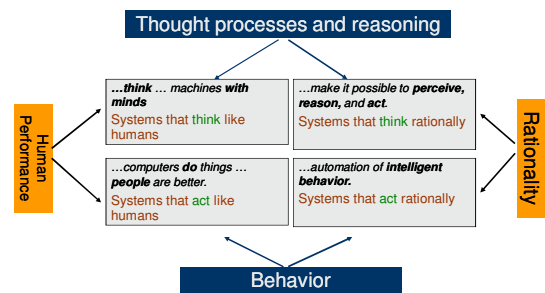 Thought processes and reasoning
…think … machines with
minds
Systems that think like
humans
…make it possible to perceive,
reason, and act.
Systems that think rationally
Human
Performance
Rationality
…computers do things …
people are better.
Systems that act like
humans
…automation of intelligent
behavior.
Systems that act rationally
Behavior